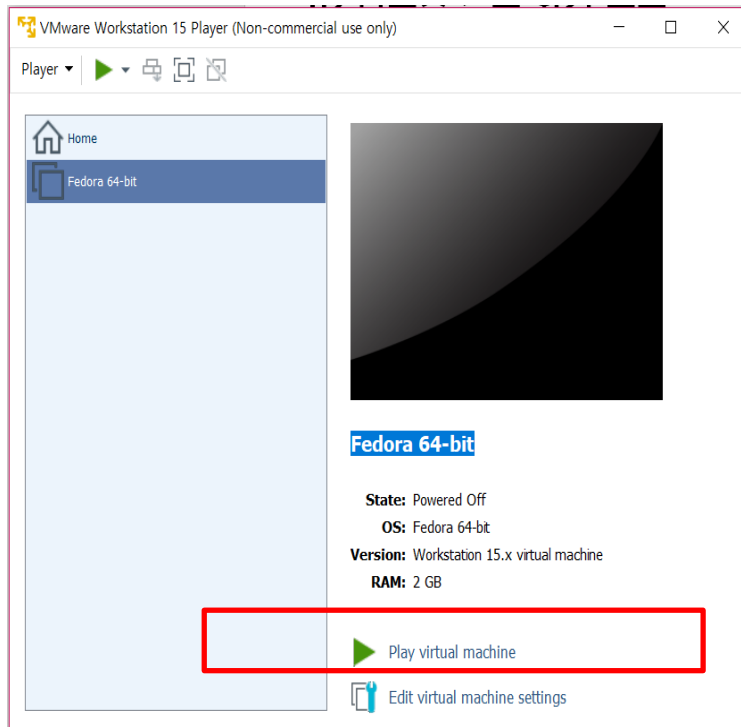 VMware Workstation 15 Player (Non-commercial use only)
Player
Home
Fedora 64-bit
Fedora 64-bit
State: Powered Off
OS: Fedora 64-bit
Version: Workstation 15.x virtual machine
RAM: 2 GB
Play virtual machine
Edit virtual machine settings